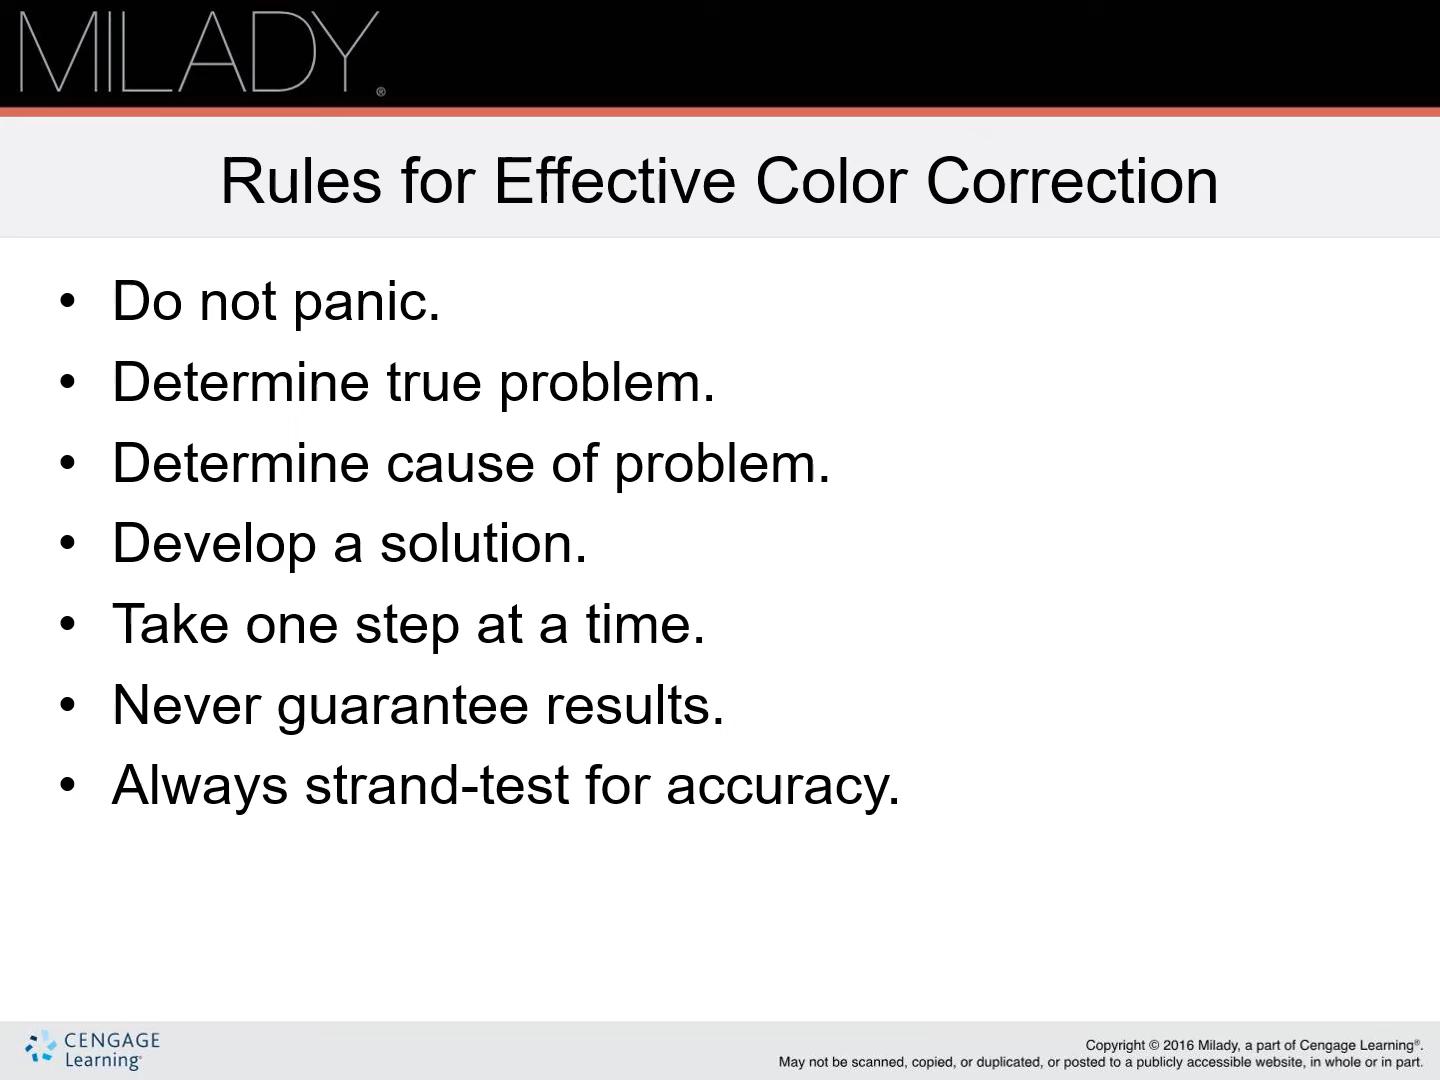 MILADY®
Rules for Effective Color Correction
• Do not panic.
• Determine true problem.
• Determine cause of problem.
• Develop a solution.
• Take one step at a time.
• Never guarantee results.
• Always strand-test for accuracy.
CENGAGE
Learning®
Copyright © 2016 Milady, a part of Cengage Learning®.
May not be scanned, copied, or duplicated, or posted to a publicly accessible website, in whole or in part.